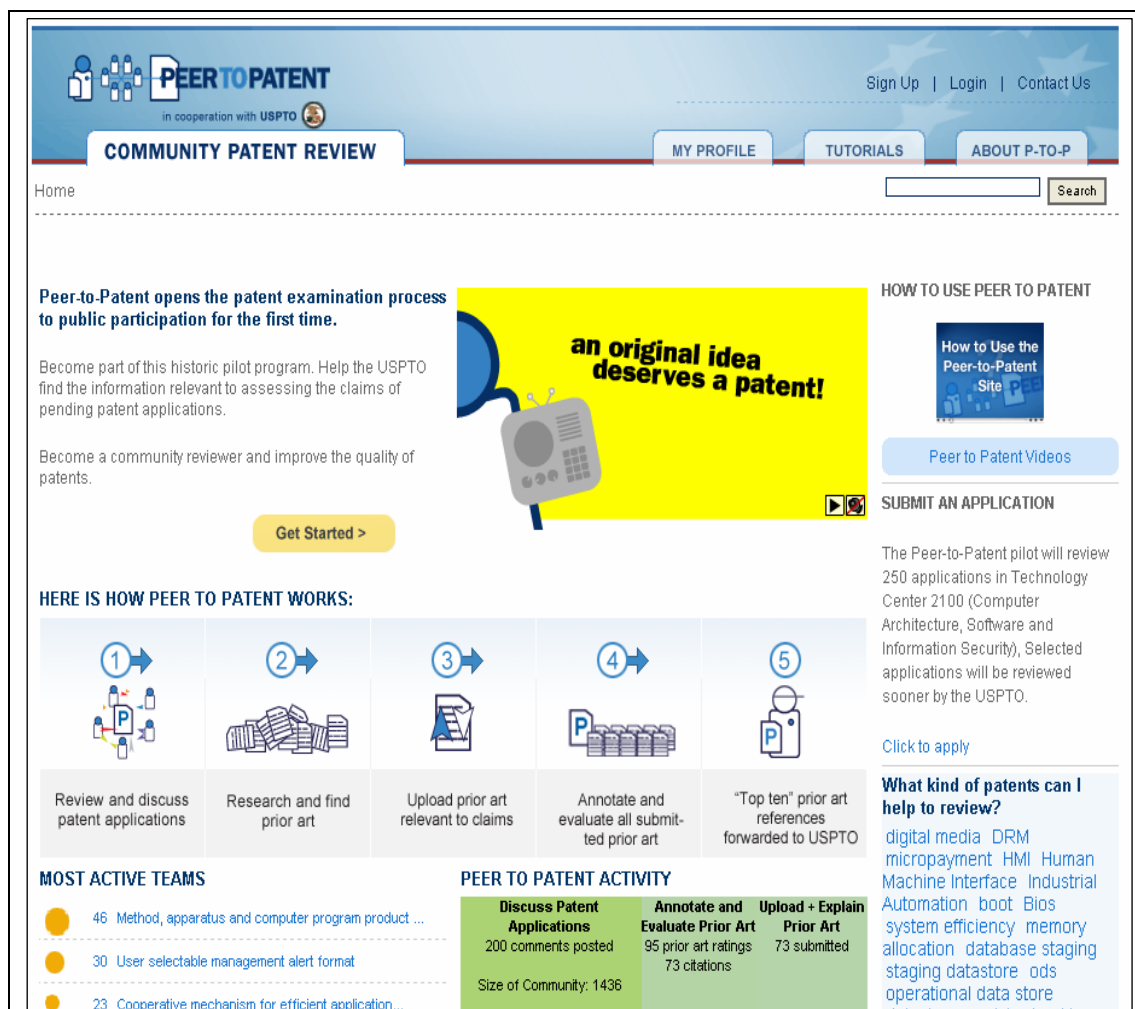 PEERTOPATENT
in cooperation with USPTO
Sign Up | Login | Contact Us
COMMUNITY PATENT REVIEW
MY PROFILE
TUTORIALS
ABOUT P-TO-P
Home
Search
Peer-to-Patent opens the patent examination process
to public participation for the first time.
Become part of this historic pilot program. Help the USPTO
find the information relevant to assessing the claims of
pending patent applications.
Become a community reviewer and improve the quality of
patents.
Get Started >
an original idea
deserves a patent!
HERE IS HOW PEER TO PATENT WORKS:
1
2
3
4
5
P
P
P
Review and discuss
patent applications
Research and find
prior art
Upload prior art
relevant to claims
Annotate and
evaluate all submit-
ted prior art
"Top ten" prior art
references
forwarded to USPTO
MOST ACTIVE TEAMS
46 Method, apparatus and computer program product ...
30 User selectable management alert format
23 Cooperative mechanism for efficient application...
PEER TO PATENT ACTIVITY
Discuss Patent
Applications
200 comments posted
Size of Community: 1436
Annotate and
Evaluate Prior Art
95 prior art ratings
73 citations
Upload + Explain
Prior Art
73 submitted
HOW TO USE PEER TO PATENT
How to Use the
Peer-to-Patent
Site
Peer to Patent Videos
SUBMIT AN APPLICATION
The Peer-to-Patent pilot will review
250 applications in Technology
Center 2100 (Computer
Architecture, Software and
Information Security), Selected
applications will be reviewed
sooner by the USPTO.
Click to apply
What kind of patents can I
help to review?
digital media DRM
micropayment HMI Human
Machine Interface Industrial
Automation boot Bios
system efficiency memory
allocation database staging
staging datastore ods
operational data store